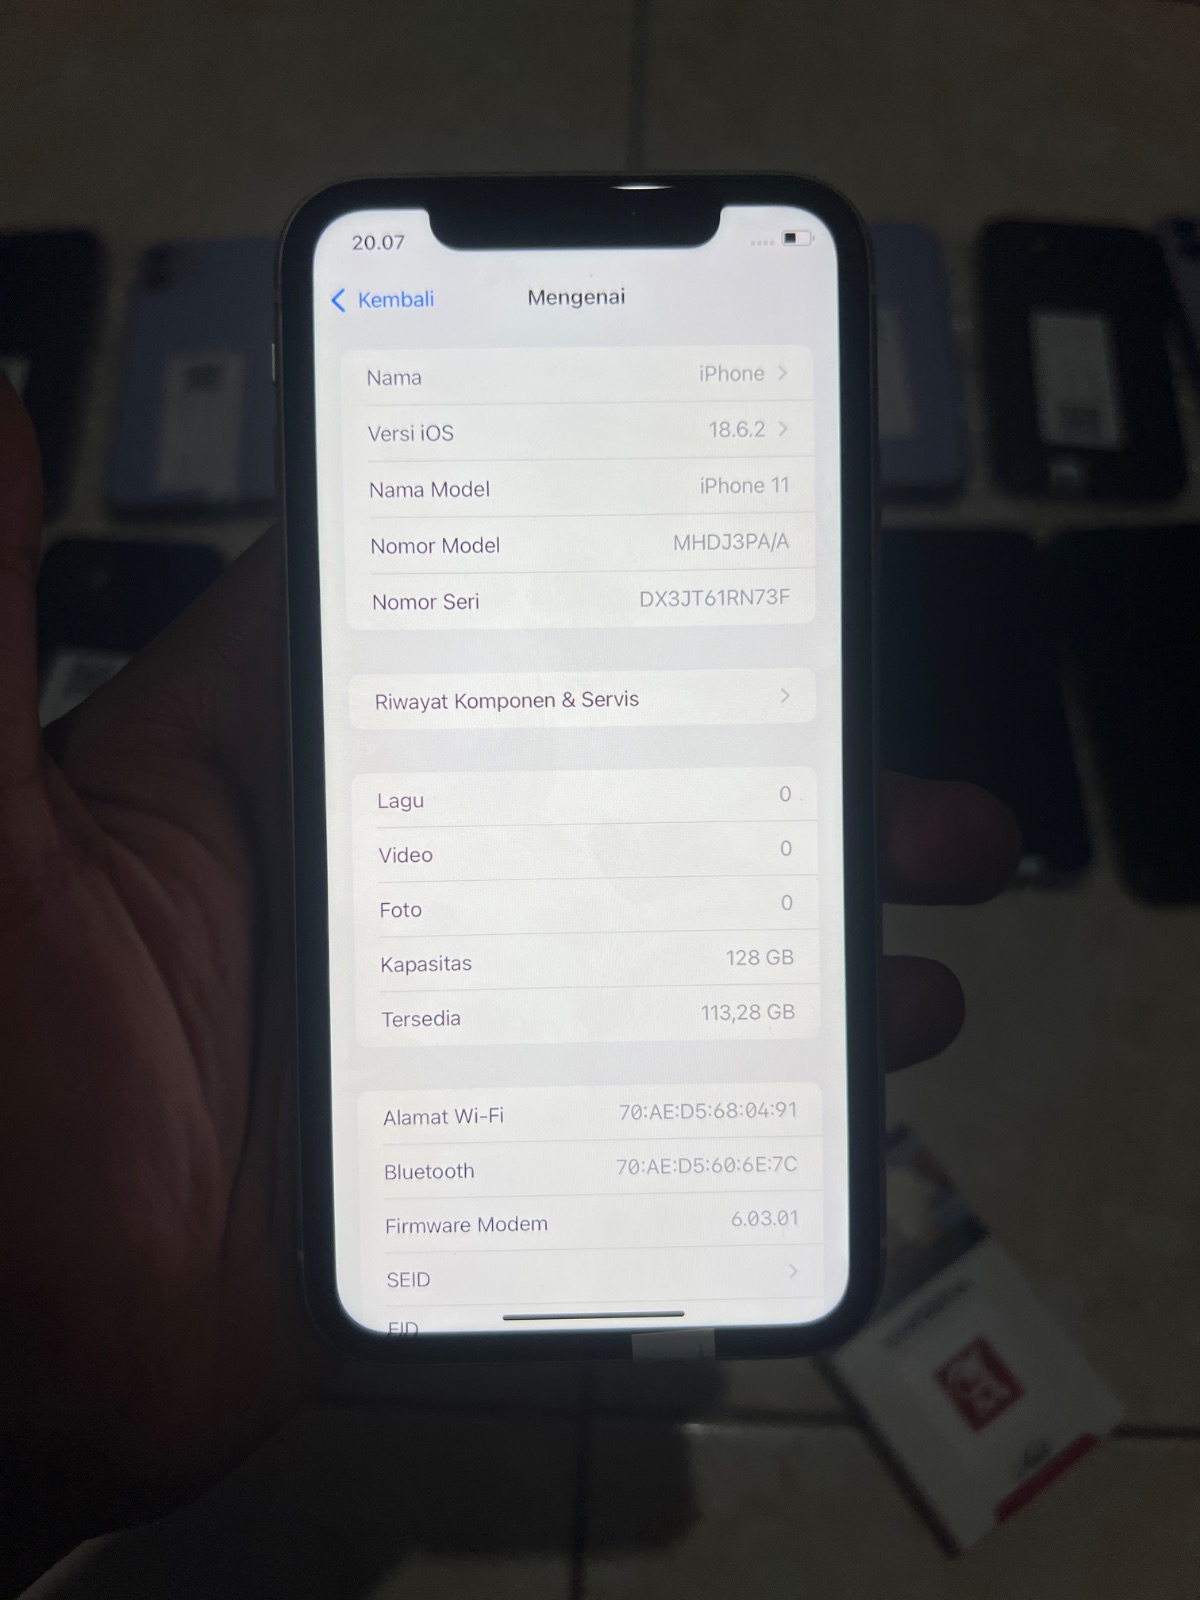 20.07
Kembali
Mengenai
Nama iPhone
Versi iOS 18.6.2
Nama Model iPhone 11
Nomor Model MHDJ3PA/A
Nomor Seri DX3JT61RN73F
Riwayat Komponen & Servis
Lagu 0
Video 0
Foto 0
Kapasitas 128 GB
Tersedia 113,28 GB
Alamat Wi-Fi 70:AE:D5:68:04:91
Bluetooth 70:AE:D5:60:6E:7C
Firmware Modem 6.03.01
SEID
EID